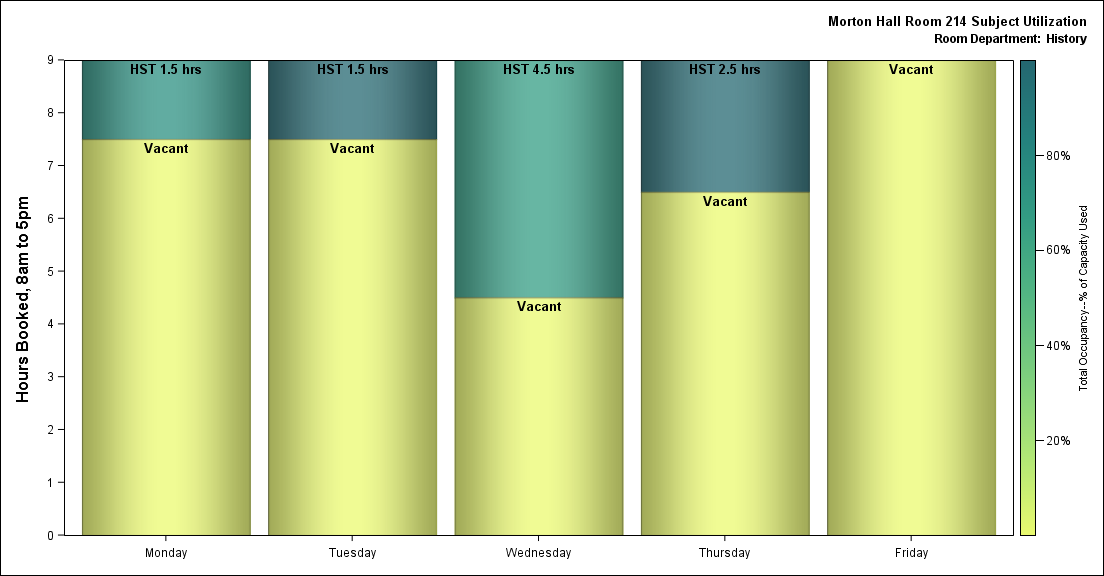 Morton Hall Room 214 Subject Utilization
Room Department: History
Hours Booked, 8am to 5pm
9
8
7
6
5
4
3
2
1
0
HST 1.5 hrs
Vacant
HST 1.5 hrs
Vacant
HST 4.5 hrs
Vacant
HST 2.5 hrs
Vacant
Vacant
Monday
Tuesday
Wednesday
Thursday
Friday
80%
60%
40%
20%
Total Occupancy--% of Capacity Used